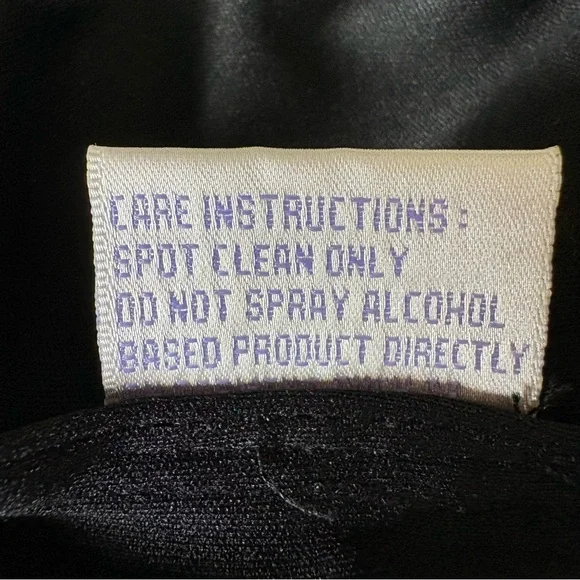 CARE INSTRUCTIONS:
SPOT CLEAN ONLY
DO NOT SPRAY ALCOHOL
BASED PRODUCT DIRECTLY